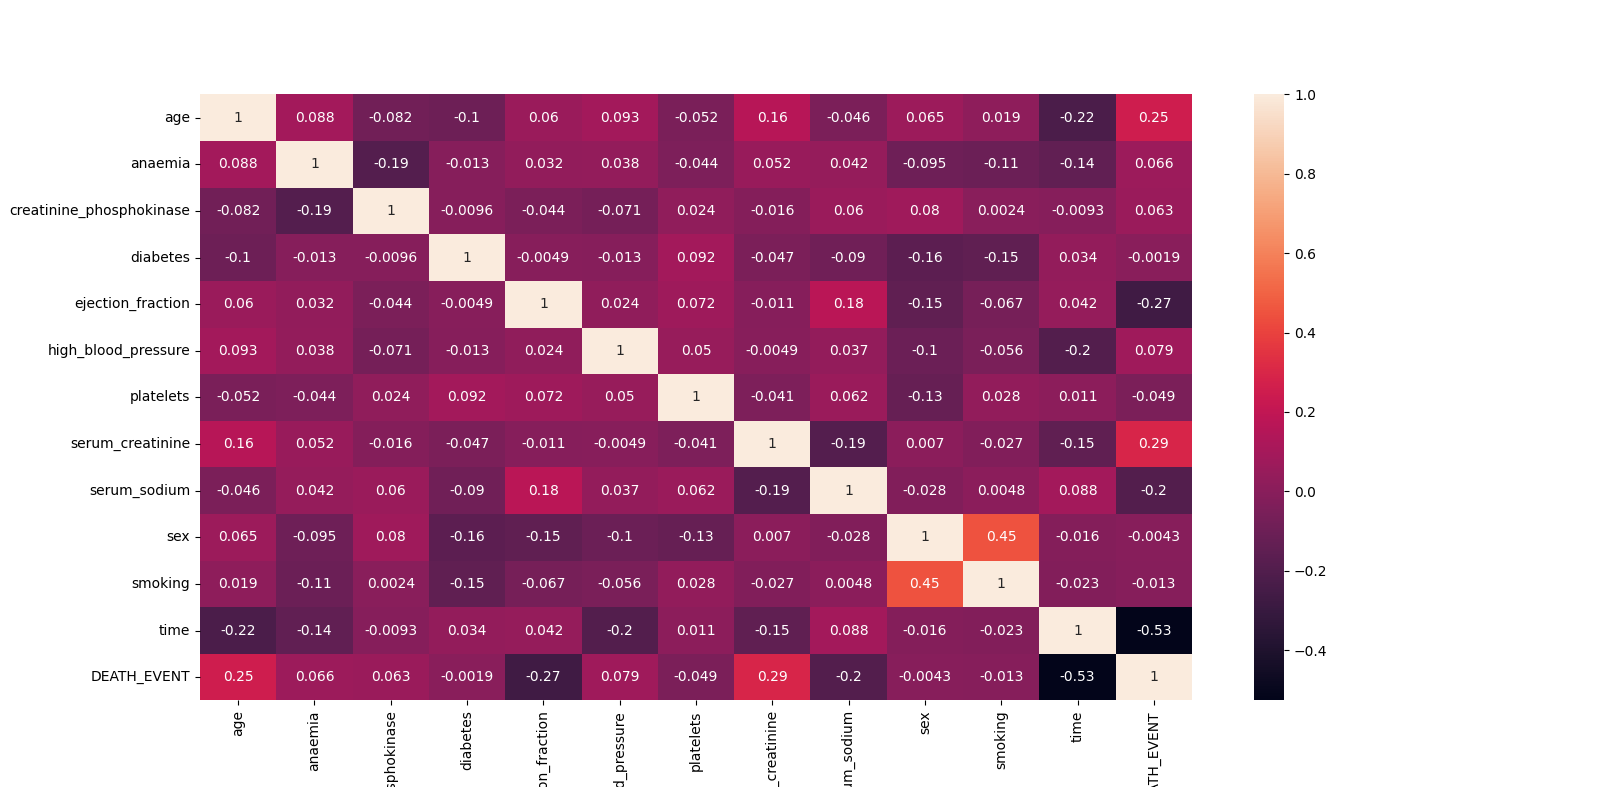 age 1 0.088 -0.082 -0.1 0.06 0.093 -0.052 0.16 -0.046 0.065 0.019 -0.22 0.25
anaemia 0.088 1 -0.19 -0.013 0.032 0.038 -0.044 0.052 0.042 -0.095 -0.11 -0.14 0.066
creatinine_phosphokinase -0.082 -0.19 1 -0.0096 -0.044 -0.071 0.024 -0.016 0.06 0.08 0.0024 -0.0093 0.063
diabetes -0.1 -0.013 -0.0096 1 -0.0049 -0.013 0.092 -0.047 -0.09 -0.16 -0.15 0.034 -0.0019
ejection_fraction 0.06 0.032 -0.044 -0.0049 1 0.024 0.072 -0.011 0.18 -0.15 -0.067 0.042 -0.27
high_blood_pressure 0.093 0.038 -0.071 -0.013 0.024 1 0.05 -0.0049 0.037 -0.1 -0.056 -0.2 0.079
platelets -0.052 -0.044 0.024 0.092 0.072 0.05 1 -0.041 0.062 -0.13 0.028 0.011 -0.049
serum_creatinine 0.16 0.052 -0.016 -0.047 -0.011 -0.0049 -0.041 1 -0.19 0.007 -0.027 -0.15 0.29
serum_sodium -0.046 0.042 0.06 -0.09 0.18 0.037 0.062 -0.19 1 -0.028 0.0048 0.088 -0.2
sex 0.065 -0.095 0.08 -0.16 -0.15 -0.1 -0.13 0.007 -0.028 1 0.45 -0.016 -0.0043
smoking 0.019 -0.11 0.0024 -0.15 -0.067 -0.056 0.028 -0.027 0.0048 0.45 1 -0.023 -0.013
time -0.22 -0.14 -0.0093 0.034 0.042 -0.2 0.011 -0.15 0.088 -0.016 -0.023 1 -0.53
DEATH_EVENT 0.25 0.066 0.063 -0.0019 -0.27 0.079 -0.049 0.29 -0.2 -0.0043 -0.013 -0.53 1
age
anaemia
sphokinase
diabetes
on_fraction
d_pressure
platelets
_creatinine
um_sodium
sex
smoking
time
ATH_EVENT
1.0
0.8
0.6
0.4
0.2
0.0
−0.2
−0.4